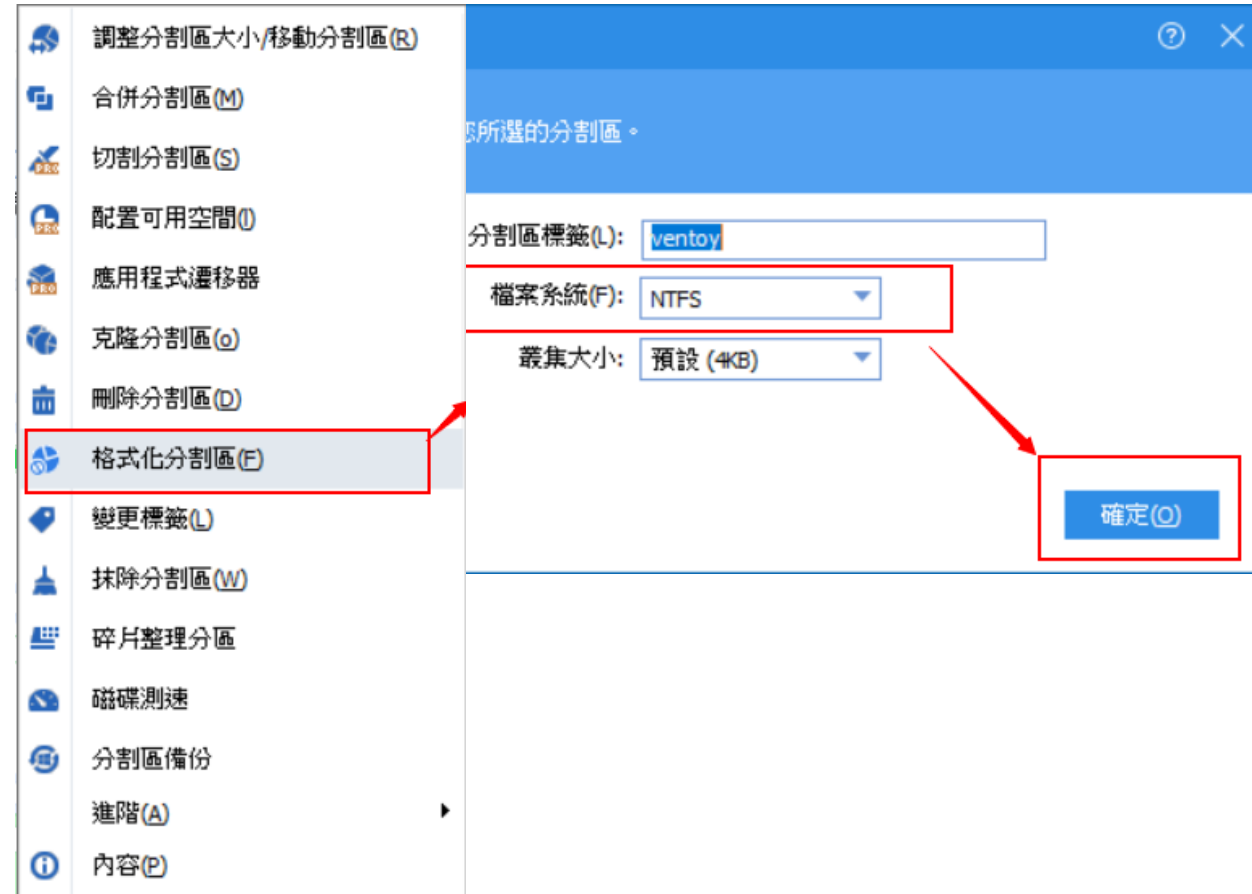 調整分割區大小/移動分割區(R)
合併分割區(M)
切割分割區(S)
PRO
配置可用空間(I)
PRO
應用程式遷移器
PRO
克隆分割區(o)
刪除分割區(D)
格式化分割區(F)
變更標籤(L)
抹除分割區(W)
碎片整理分區
磁碟測速
分割區備份
進階(A)
內容(P)
所選的分割區。
分割區標籤(L): ventoy
檔案系統(F): NTFS
叢集大小: 預設 (4KB)
確定(O)